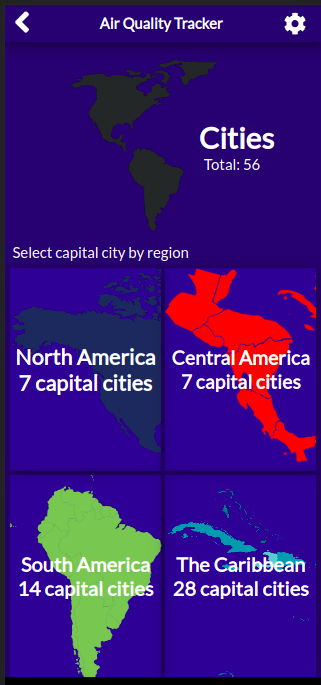 Air Quality Tracker
Cities
Total: 56
Select capital city by region
North America
7 capital cities
Central America
7 capital cities
South America
14 capital cities
The Caribbean
28 capital cities